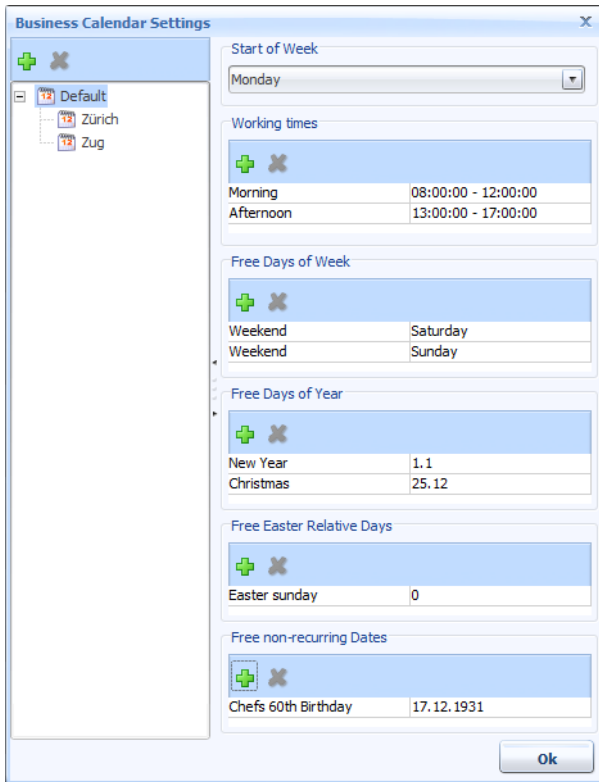 Business Calendar Settings
Default
Zürich
Zug
Start of Week
Monday
Working times
Morning 08:00:00 - 12:00:00
Afternoon 13:00:00 - 17:00:00
Free Days of Week
Weekend Saturday
Weekend Sunday
Free Days of Year
New Year 1.1
Christmas 25.12
Free Easter Relative Days
Easter sunday 0
Free non-recurring Dates
Chefs 60th Birthday 17.12.1931
Ok